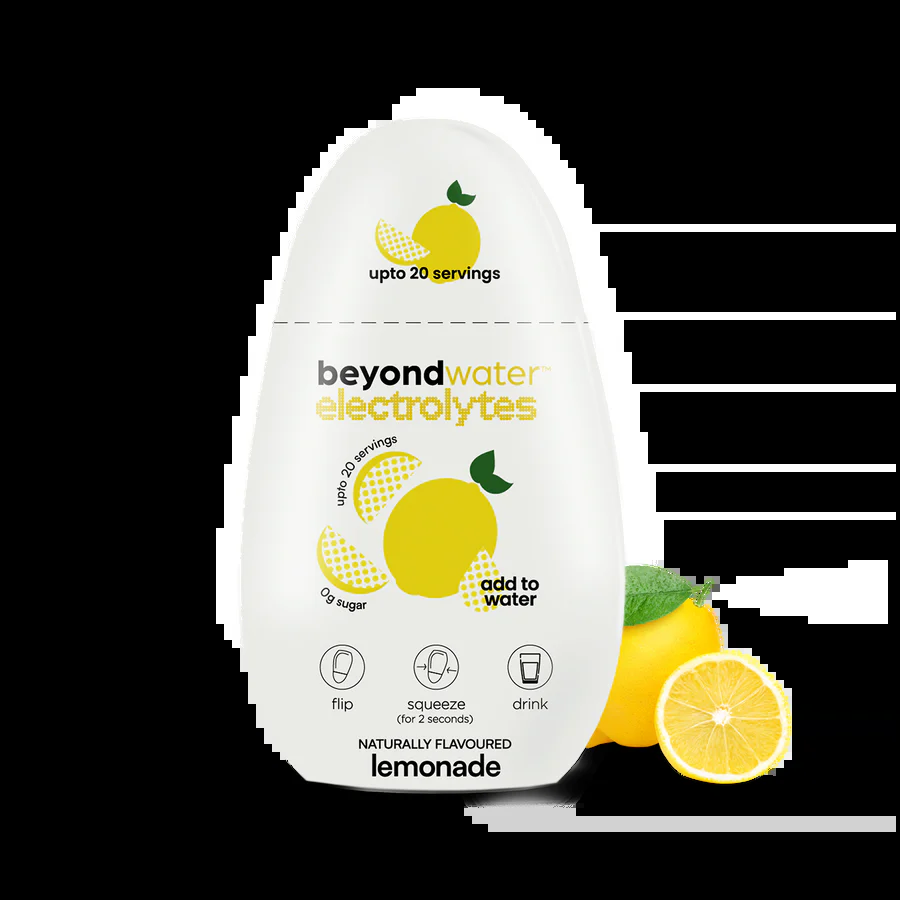 upto 20 servings
beyondwater™
electrolytes
upto 20 servings
0g sugar
add to
water
flip
squeeze
(for 2 seconds)
drink
NATURALLY FLAVOURED
lemonade